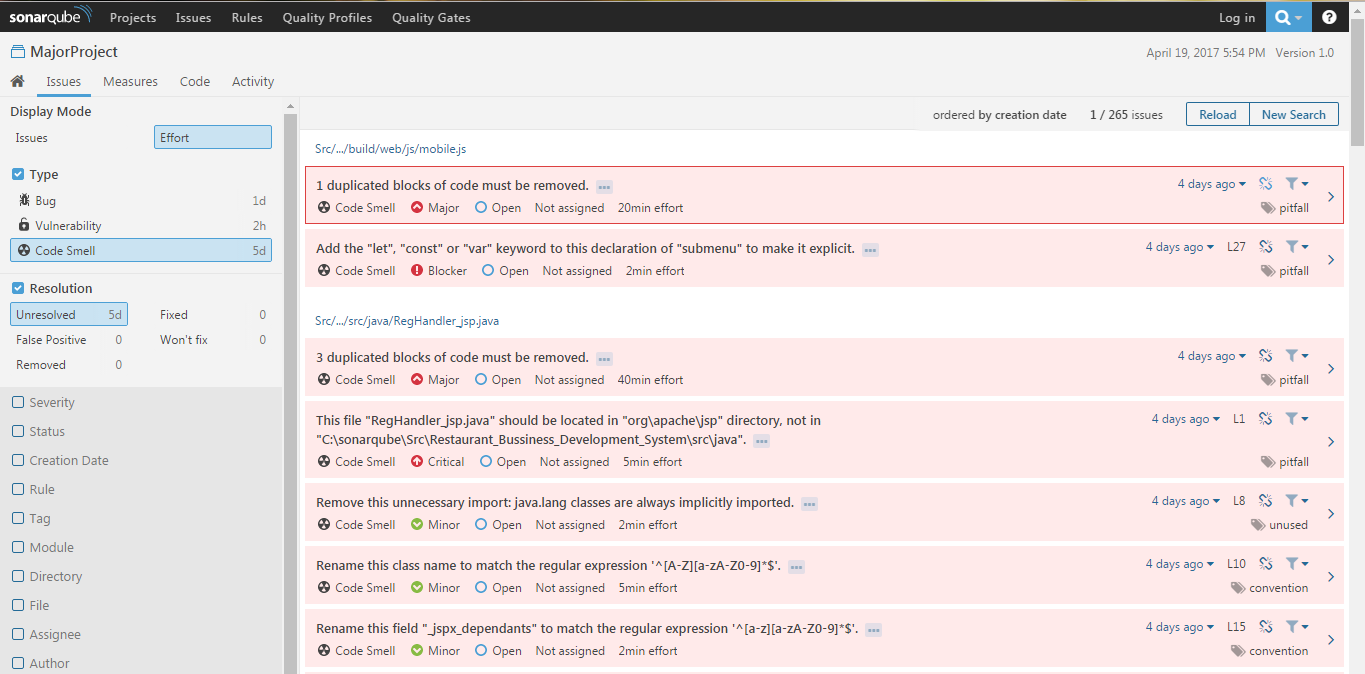 sonarqube Projects Issues Rules Quality Profiles Quality Gates Log in ?
MajorProject April 19, 2017 5:54 PM Version 1.0
Issues Measures Code Activity
Display Mode
Issues Effort
Type
Bug 1d
Vulnerability 2h
Code Smell 5d
Resolution
Unresolved 5d Fixed 0
False Positive 0 Won't fix 0
Removed 0
Severity
Status
Creation Date
Rule
Tag
Module
Directory
File
Assignee
Author
ordered by creation date 1 / 265 issues Reload New Search
Src/.../build/web/js/mobile.js
1 duplicated blocks of code must be removed. ... 4 days ago
Code Smell Major Open Not assigned 20min effort pitfall
Add the "let", "const" or "var" keyword to this declaration of "submenu" to make it explicit. ... 4 days ago L27
Code Smell Blocker Open Not assigned 2min effort pitfall
Src/.../src/java/RegHandler_jsp.java
3 duplicated blocks of code must be removed. ... 4 days ago
Code Smell Major Open Not assigned 40min effort pitfall
This file "RegHandler_jsp.java" should be located in "org\apache\jsp" directory, not in 4 days ago L1
"C:\sonarqube\Src\Restaurant_Bussiness_Development_System\src\java". ...
Code Smell Critical Open Not assigned 5min effort pitfall
Remove this unnecessary import: java.lang classes are always implicitly imported. ... 4 days ago L8
Code Smell Minor Open Not assigned 2min effort unused
Rename this class name to match the regular expression '^[A-Z][a-zA-Z0-9]*$'. ... 4 days ago L10
Code Smell Minor Open Not assigned 5min effort convention
Rename this field "_jspx_dependants" to match the regular expression '^[a-z][a-zA-Z0-9]*$'. ... 4 days ago L15
Code Smell Minor Open Not assigned 2min effort convention